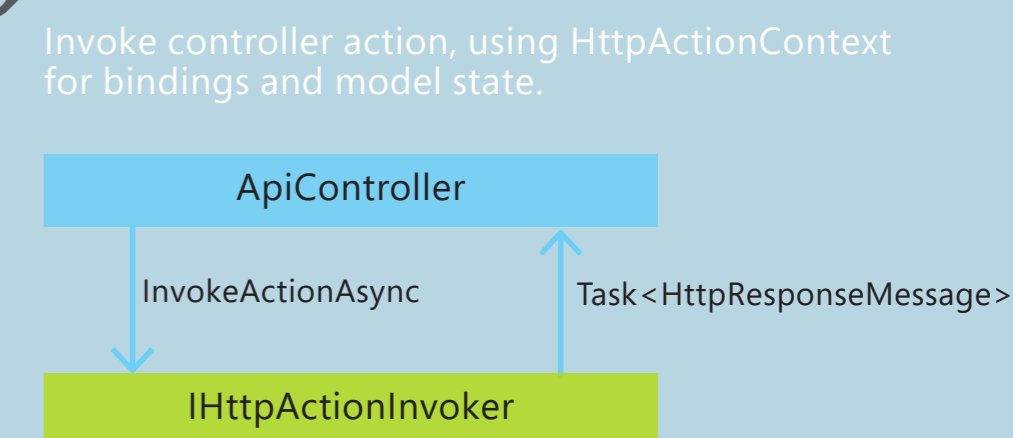 Invoke controller action, using HttpActionContext
for bindings and model state.
ApiController
InvokeActionAsync
Task<HttpResponseMessage>
IHttpActionInvoker